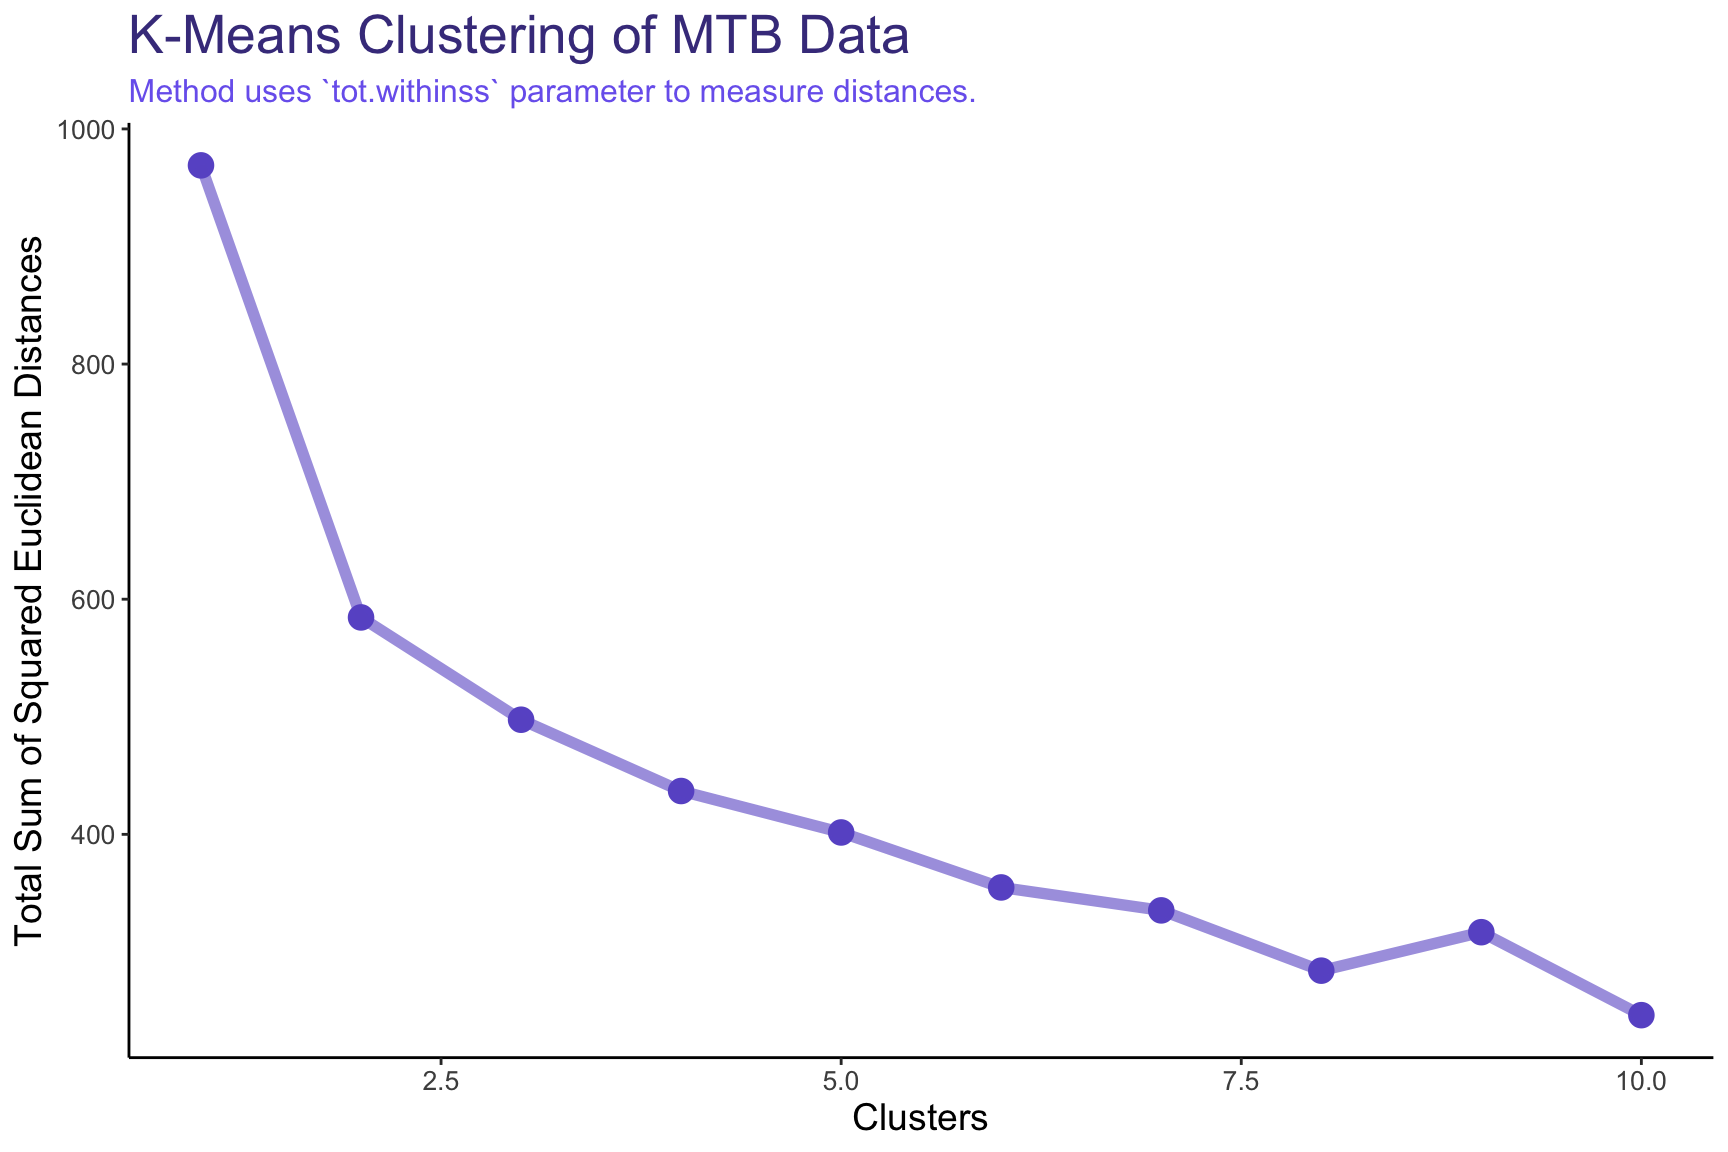 K-Means Clustering of MTB Data
Method uses `tot.withinss` parameter to measure distances.
Total Sum of Squared Euclidean Distances
1000
800
600
400
2.5
5.0
7.5
10.0
Clusters